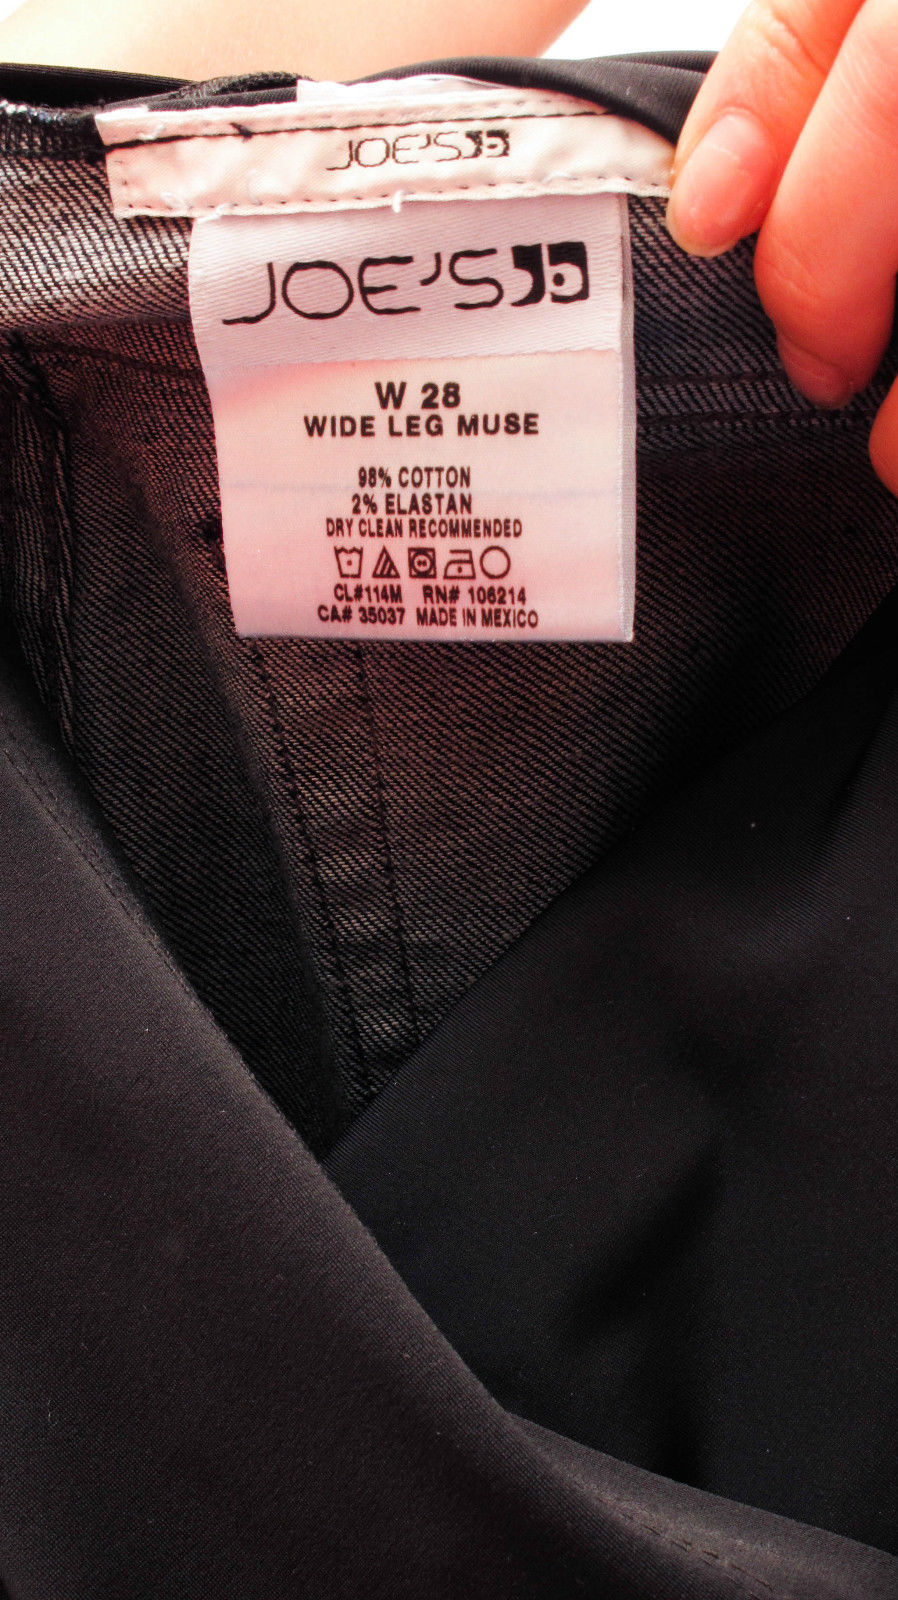 JOE'S
JOE'S
W 28
WIDE LEG MUSE
98% COTTON
2% ELASTAN
DRY CLEAN RECOMMENDED
CL#114M RN# 106214
CA# 35037 MADE IN MEXICO